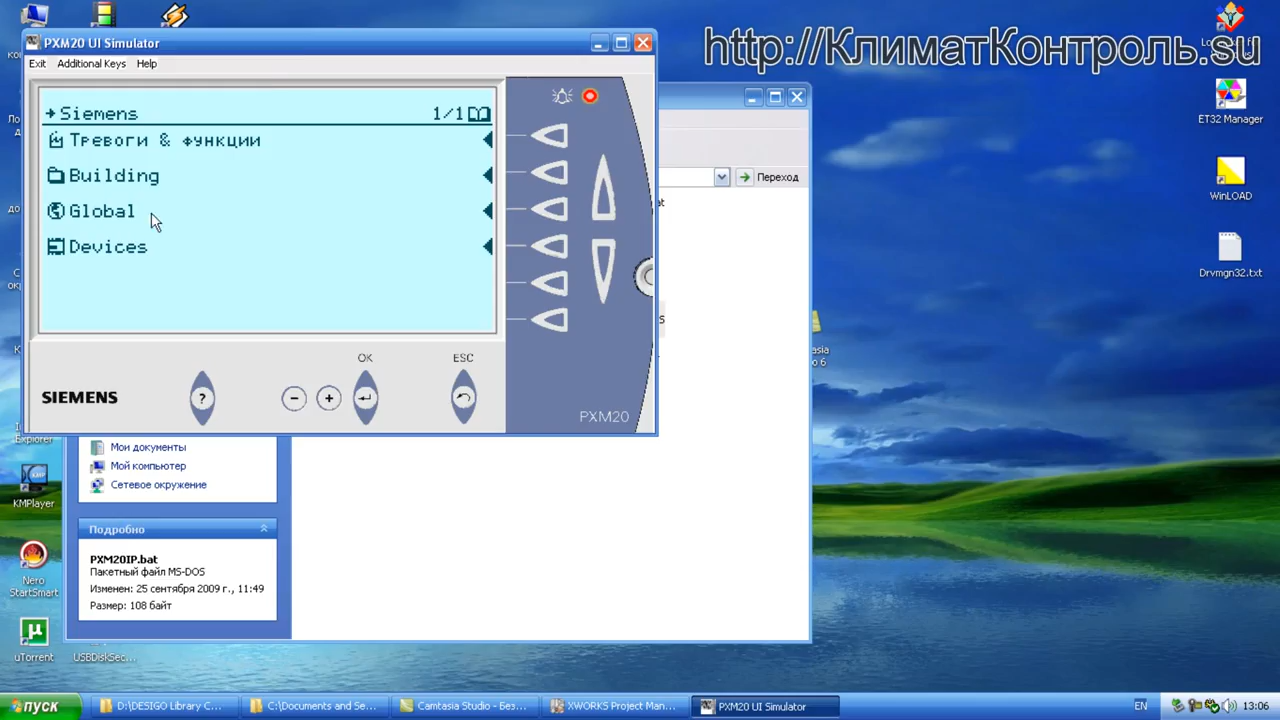 http://КлиматКонтроль.su
PXM20 UI Simulator
Exit Additional Keys Help
Siemens 1/1
Тревоги & функции
Building
Global
Devices
OK
ESC
SIEMENS
?
PXM20
Переход
ET32 Manager
WinLOAD
Drvmgn32.txt
Explorer
KMPlayer
Nero StartSmart
uTorrent
USBDiskSec...
Мои документы
Мой компьютер
Сетевое окружение
Подробно
PXM20IP.bat
Пакетный файл MS-DOS
Изменен: 25 сентября 2009 г., 11:49
Размер: 108 байт
пуск
D:\DESIGO Library C...
C:\Documents and Se...
Camtasia Studio - Без...
XWORKS Project Man...
PXM20 UI Simulator
EN
13:06